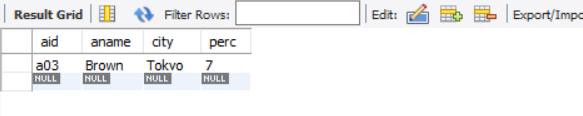 Result Grid Filter Rows: Edit: Export/Impo
aid aname city perc
a03 Brown Tokyo 7
NULL NULL NULL NULL